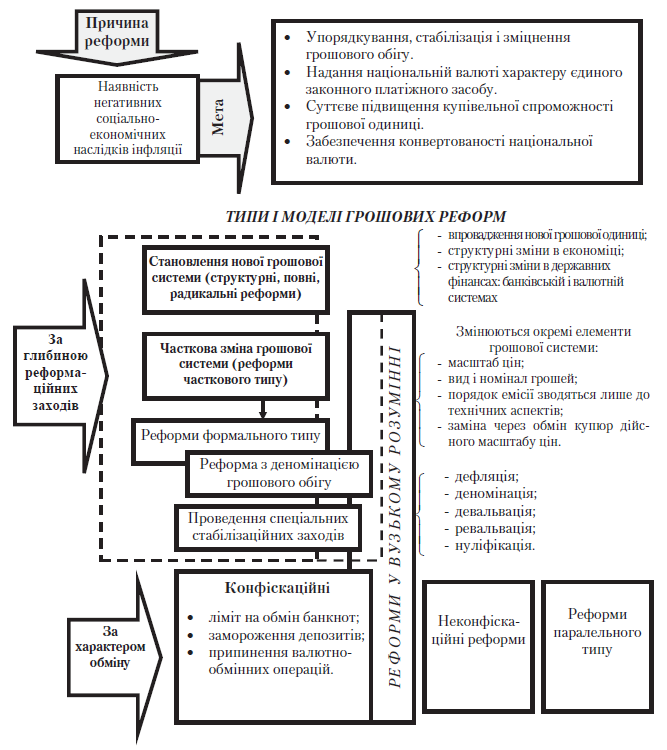 Причина
реформи
Наявність
негативних
соціально-
економічних
наслідків інфляції
Мета
• Упорядкування, стабілізація і зміцнення
грошового обігу.
• Надання національній валюті характеру єдиного
законного платіжного засобу.
• Суттєве підвищення купівельної спроможності
грошової одиниці.
• Забезпечення конвертованості національної
валюти.
ТИПИ І МОДЕЛІ ГРОШОВИХ РЕФОРМ
За
глибиною
реформа-
ційних
заходів
Становлення нової грошової
системи (структурні, повні,
радикальні реформи)
- впровадження нової грошової одиниці;
- структурні зміни в економіці;
- структурні зміни в державних
фінансах: банківській і валютній
системах
Часткова зміна грошової
системи (реформи
часткового типу)
Змінюються окремі елементи
грошової системи:
- масштаб цін;
- вид і номінал грошей;
- порядок емісії зводяться лише до
технічних аспектів;
- заміна через обмін купюр дійс-
ного масштабу цін.
Реформи формального типу
Реформа з деномінацією
грошового обігу
Проведення спеціальних
стабілізаційних заходів
- дефляція;
- деномінація;
- девальвація;
- ревальвація;
- нуліфікація.
РЕФОРМИ У ВУЗЬКОМУ РОЗУМІННІ
За
характером
обміну
Конфіскаційні
• ліміт на обмін банкнот;
• замороження депозитів;
• припинення валютно-
обмінних операцій.
Неконфіска-
ційні реформи
Реформи
паралельного
типу